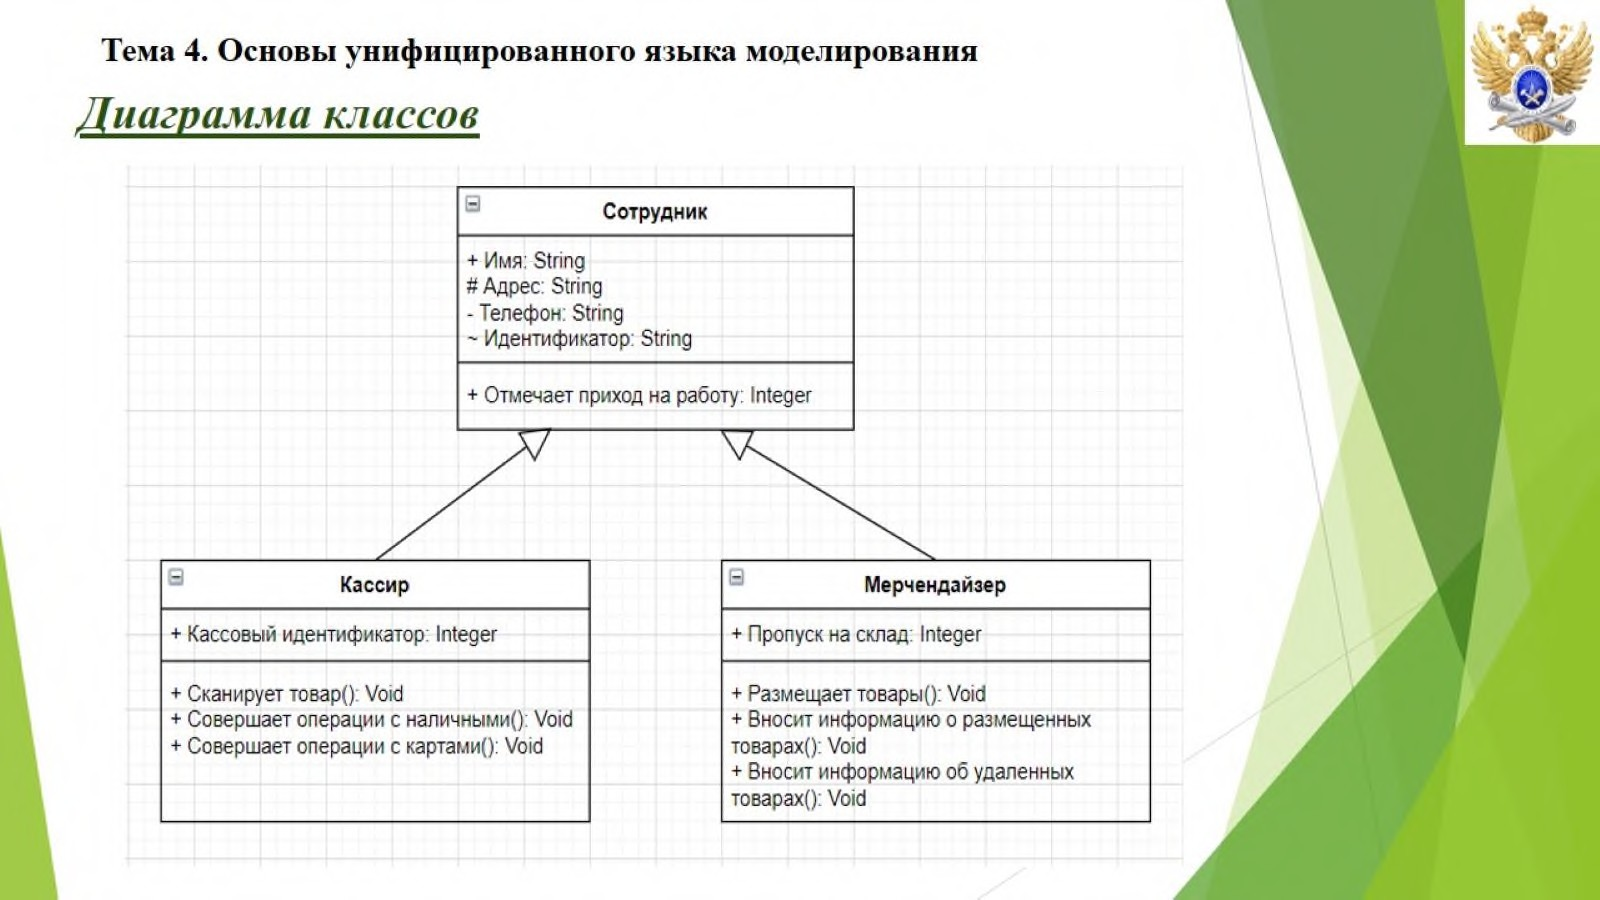 Тема 4. Основы унифицированного языка моделирования
Диаграмма классов
Сотрудник
+ Имя: String
# Адрес: String
- Телефон: String
~ Идентификатор: String
+ Отмечает приход на работу: Integer
Кассир
+ Кассовый идентификатор: Integer
+ Сканирует товар(): Void
+ Совершает операции с наличными(): Void
+ Совершает операции с картами(): Void
Мерчендайзер
+ Пропуск на склад: Integer
+ Размещает товары(): Void
+ Вносит информацию о размещенных
товарах(): Void
+ Вносит информацию об удаленных
товарах(): Void